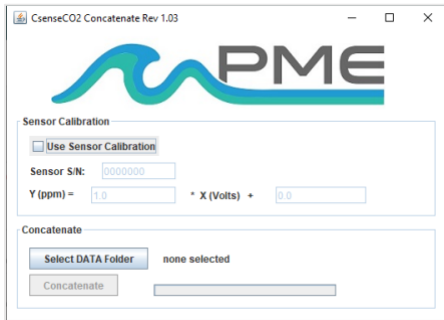 CsenseCO2 Concatenate Rev 1.03
PME
Sensor Calibration
Use Sensor Calibration
Sensor S/N: 0000000
Y (ppm) = 1.0 * X (Volts) + 0.0
Concatenate
Select DATA Folder none selected
Concatenate